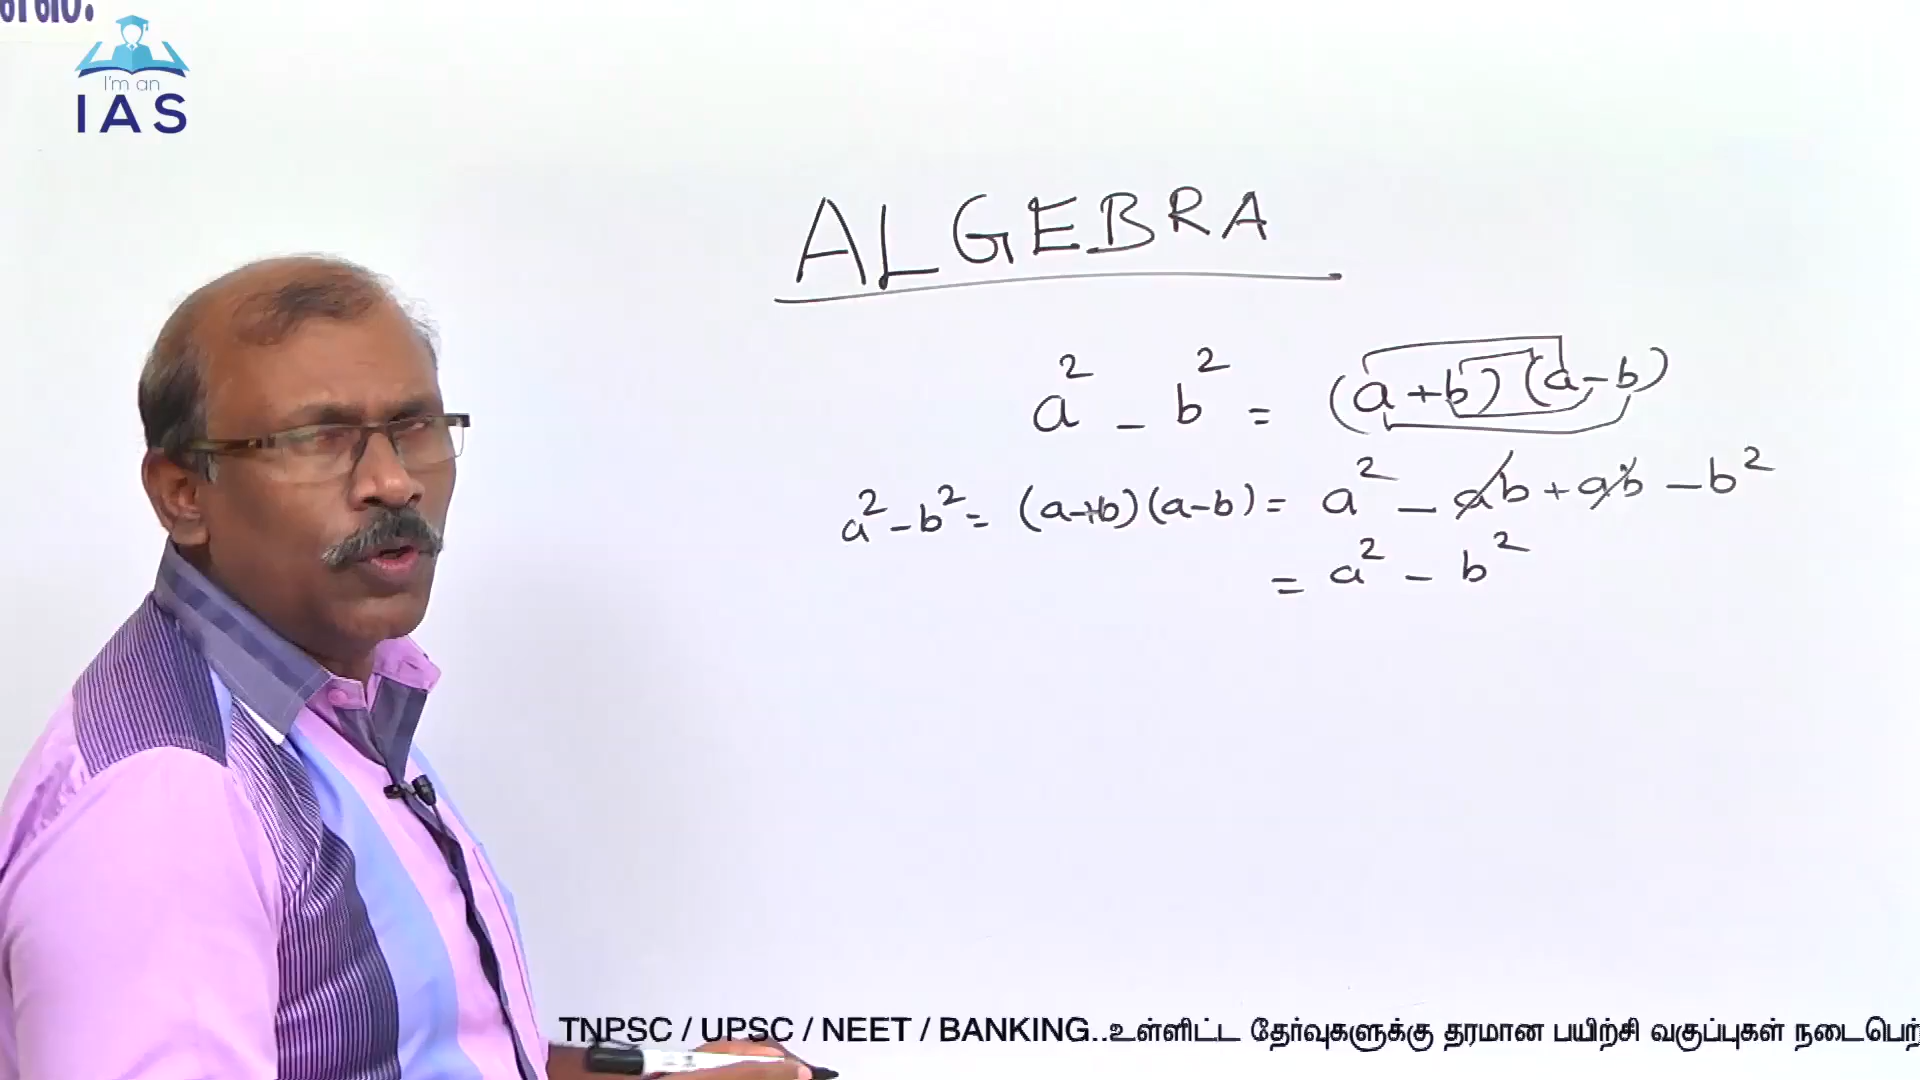 I'm an
IAS
ALGEBRA
a² - b² = (a+b)(a-b)
a² - b² = (a+b)(a-b) = a² - ab + ab - b²
= a² - b²
TNPSC / UPSC / NEET / BANKING..உள்ளிட்ட தேர்வுகளுக்கு தரமான பயிற்சி வகுப்புகள்